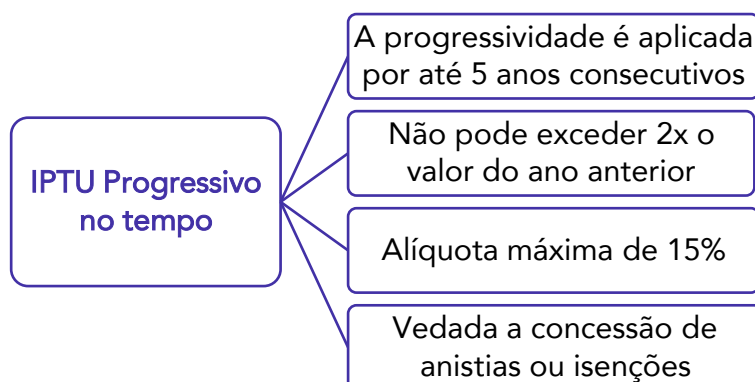 IPTU Progressivo
no tempo
A progressividade é aplicada
por até 5 anos consecutivos
Não pode exceder 2x o
valor do ano anterior
Alíquota máxima de 15%
Vedada a concessão de
anistias ou isenções